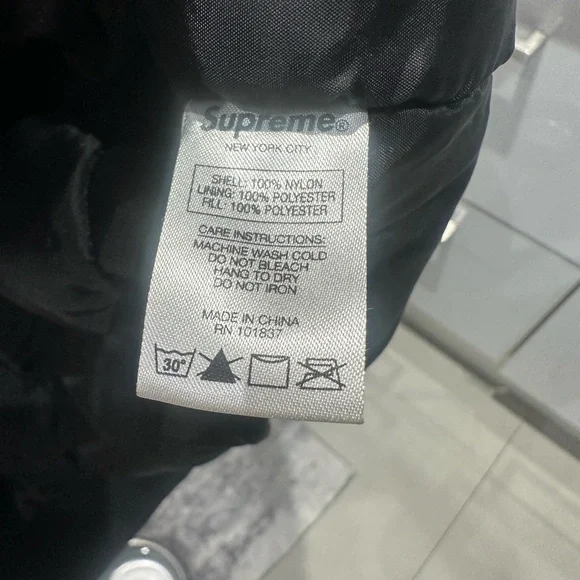 Supreme®
NEW YORK CITY
SHELL: 100% NYLON
LINING: 100% POLYESTER
FILL: 100% POLYESTER
CARE INSTRUCTIONS:
MACHINE WASH COLD
DO NOT BLEACH
HANG TO DRY
DO NOT IRON
MADE IN CHINA
RN 101837
30°